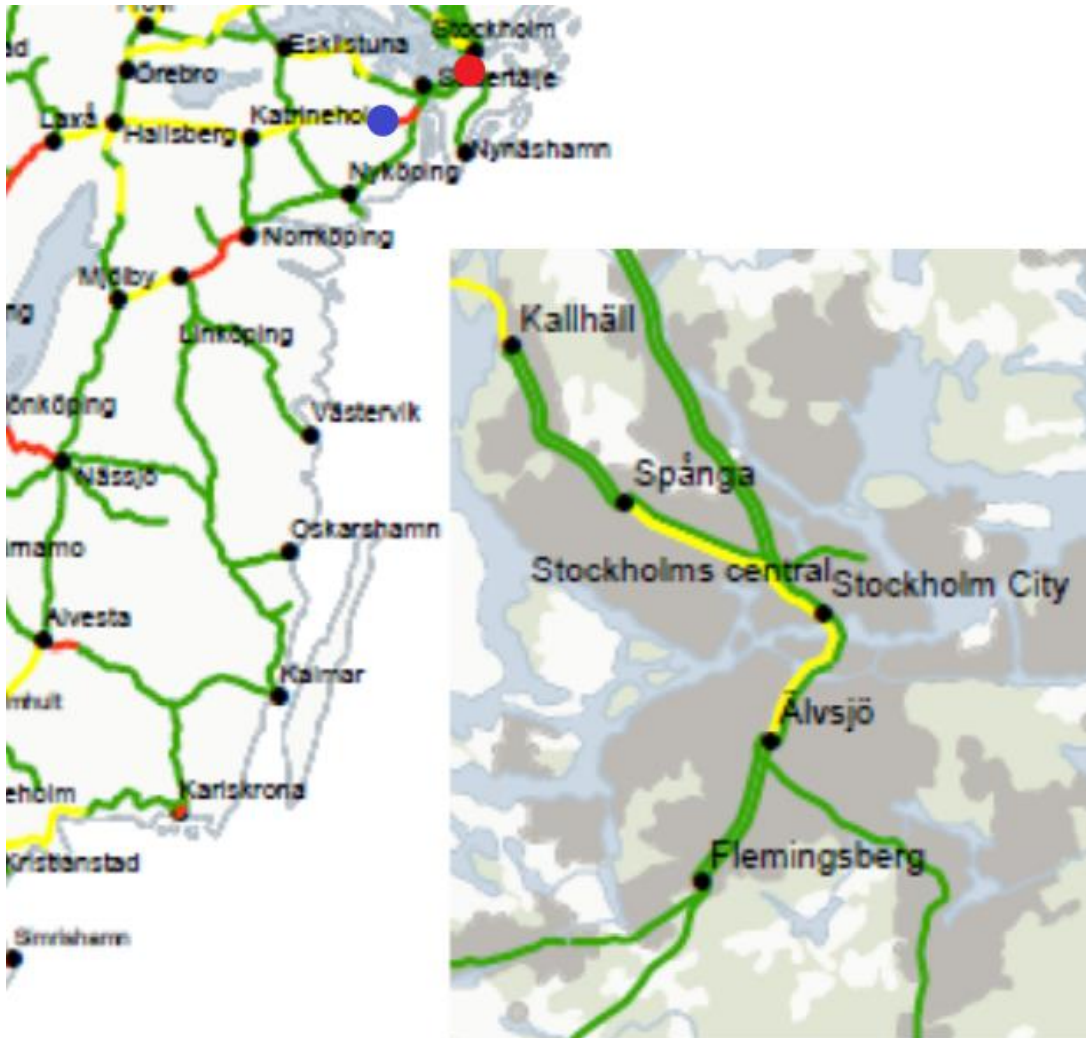 Stockholm
Eskilstuna
Örebro
Laxå
Hallsberg
Nynäshamn
Nyköping
Norrköping
Mjölby
Linköping
Västervik
Nässjö
Oskarshamn
Alvesta
Kalmar
Karlskrona
Simrishamn
Kallhäll
Spånga
Stockholms central
Stockholm City
Älvsjö
Flemingsberg